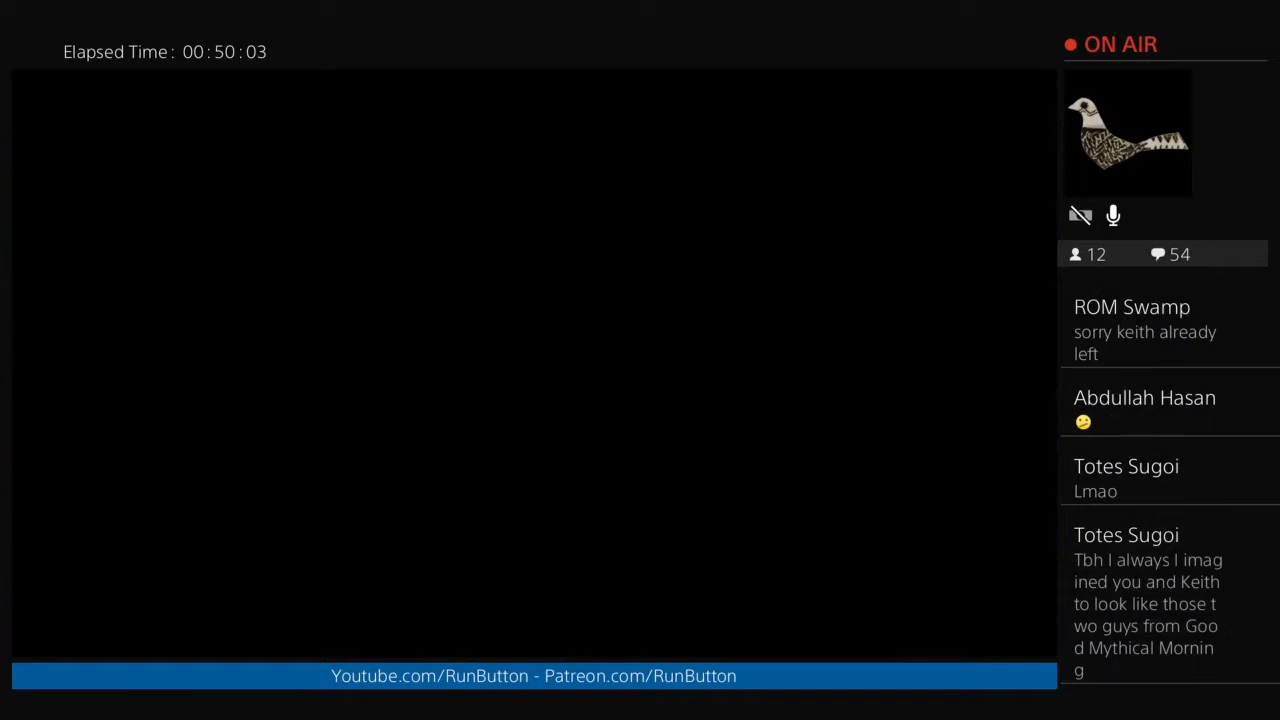 Elapsed Time: 00:50:03
ON AIR
12 54
ROM Swamp
sorry keith already
left
Abdullah Hasan
Totes Sugoi
Lmao
Totes Sugoi
Tbh I always I imag
ined you and Keith
to look like those t
wo guys from Goo
d Mythical Mornin
g
Youtube.com/RunButton - Patreon.com/RunButton